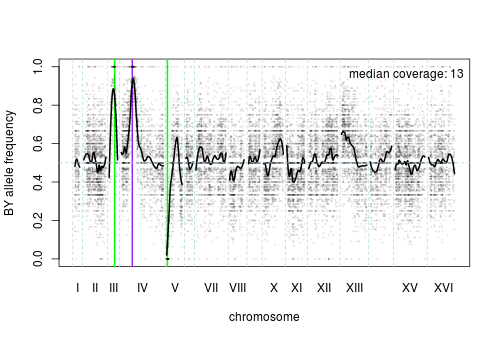 median coverage: 13
BY allele frequency
1.0
0.8
0.6
0.4
0.2
0.0
I II III IV V VII VIII X XI XII XIII XV XVI
chromosome